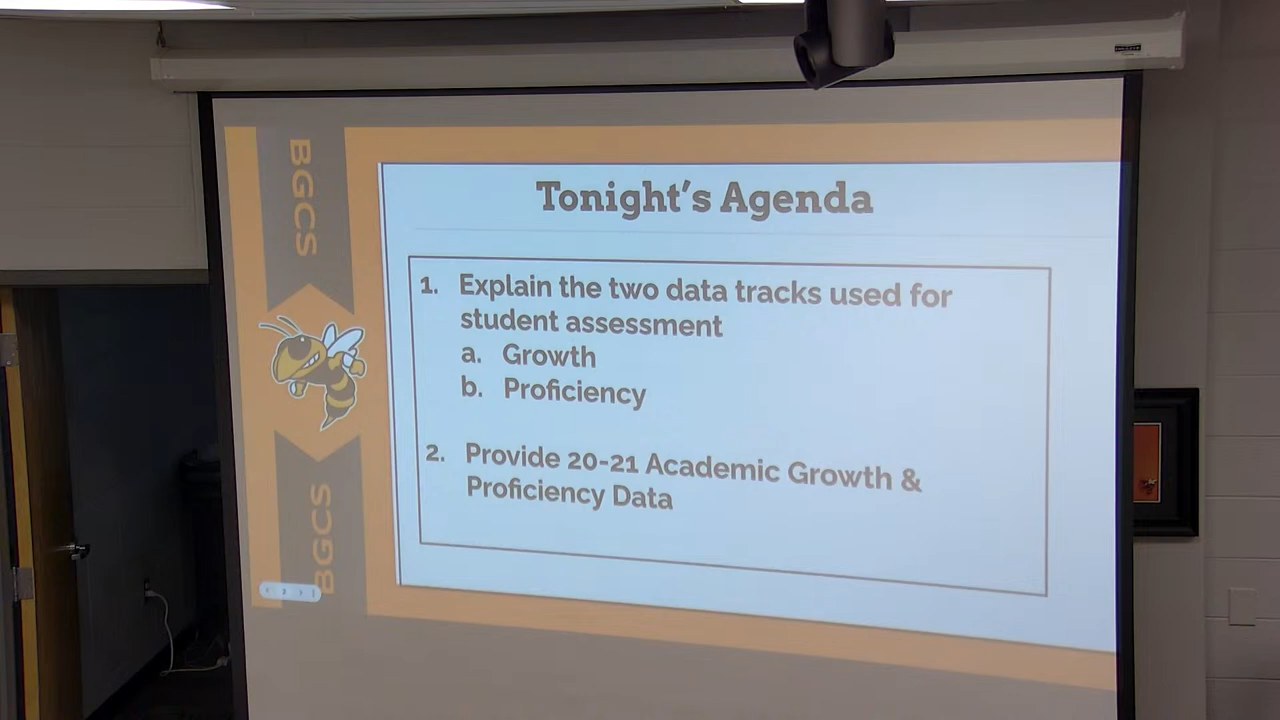 BGCS
Tonight's Agenda
1. Explain the two data tracks used for
student assessment
a. Growth
b. Proficiency
2. Provide 20-21 Academic Growth &
Proficiency Data
BGCS
2